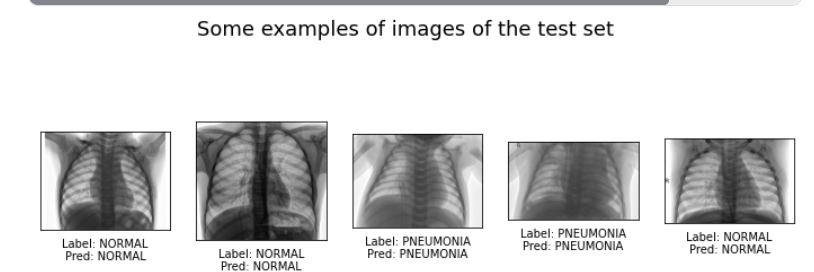 Some examples of images of the test set
Label: NORMAL
Pred: NORMAL
Label: NORMAL
Pred: NORMAL
Label: PNEUMONIA
Pred: PNEUMONIA
Label: PNEUMONIA
Pred: PNEUMONIA
R
Label: NORMAL
Pred: NORMAL